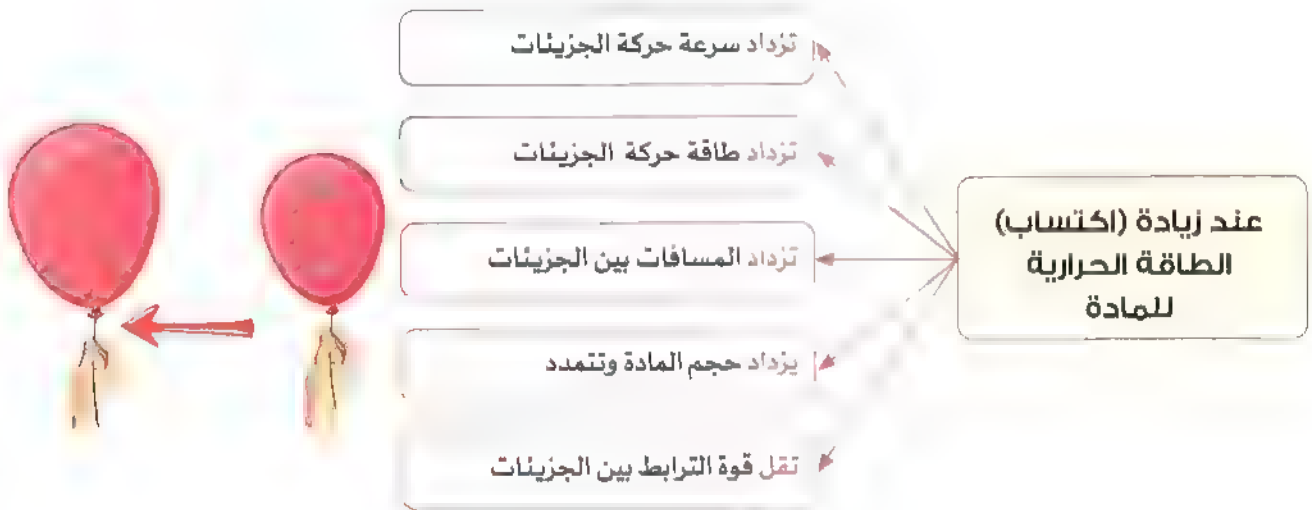 عند زيادة (اكتساب)
الطاقة الحرارية
للمادة
تزداد سرعة حركة الجزيئات
تزداد طاقة حركة الجزيئات
تزداد المسافات بين الجزيئات
يزداد حجم المادة وتتمدد
تقل قوة الترابط بين الجزيئات